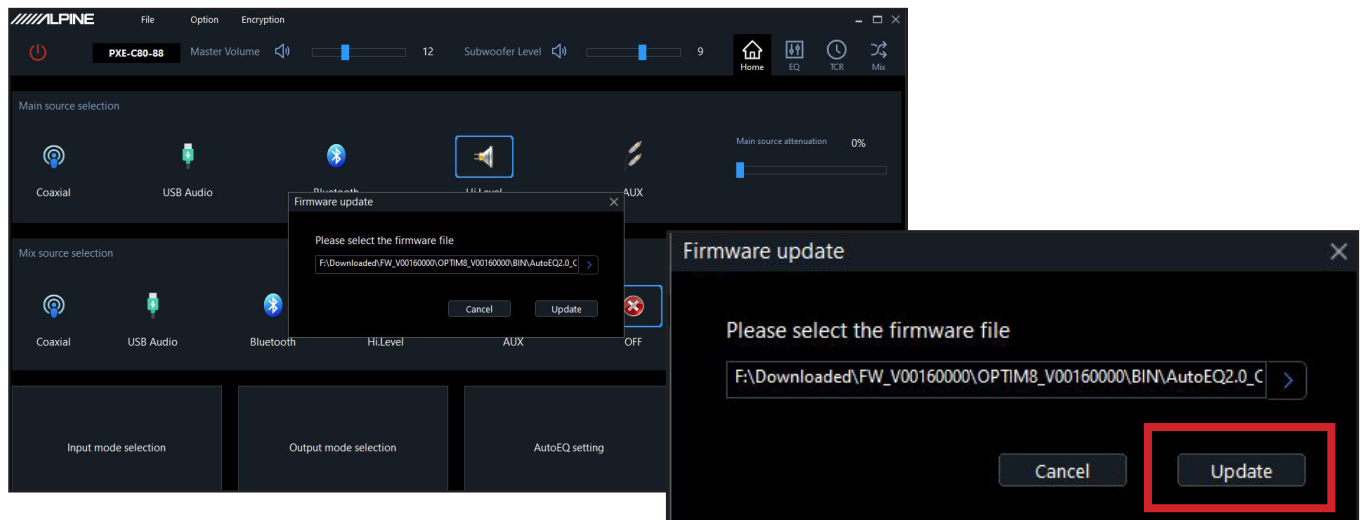 /////ALPINE File Option Encryption
PXE-C80-88 Master Volume 12 Subwoofer Level 9 Home EQ TCR Mix
Main source selection
Main source attenuation 0%
Coaxial USB Audio AUX
Firmware update
Please select the firmware file
F:\Downloaded\FW_V00160000\OPTIM8_V00160000\BIN\AutoEQ2.0_C
Cancel Update
Mix source selection
Coaxial USB Audio Bluetooth Hi.Level AUX OFF
Input mode selection Output mode selection AutoEQ setting
Firmware update
Please select the firmware file
F:\Downloaded\FW_V00160000\OPTIM8_V00160000\BIN\AutoEQ2.0_C
Cancel Update